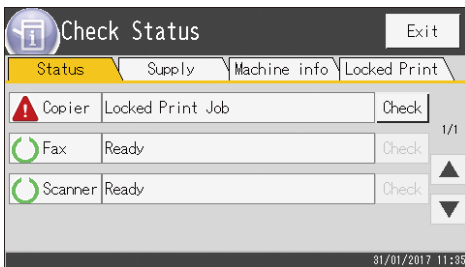 Check Status Exit
Status Supply Machine info Locked Print
Copier Locked Print Job Check
1/1
Fax Ready Check
Scanner Ready Check
31/01/2017 11:35